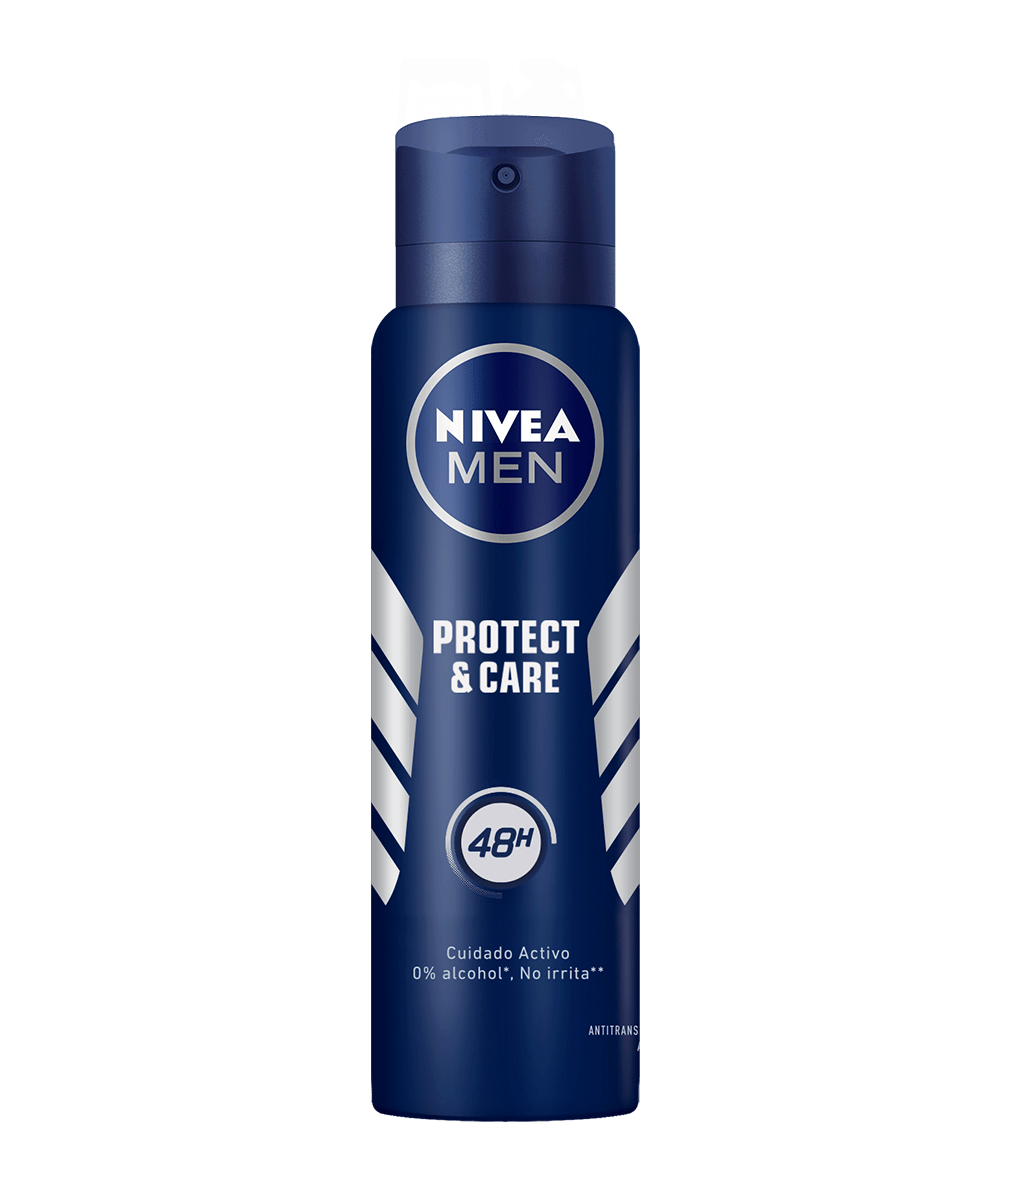 NIVEA
MEN
PROTECT
& CARE
48H
Cuidado Activo
0% alcohol*, No irrita**
ANTITRANS